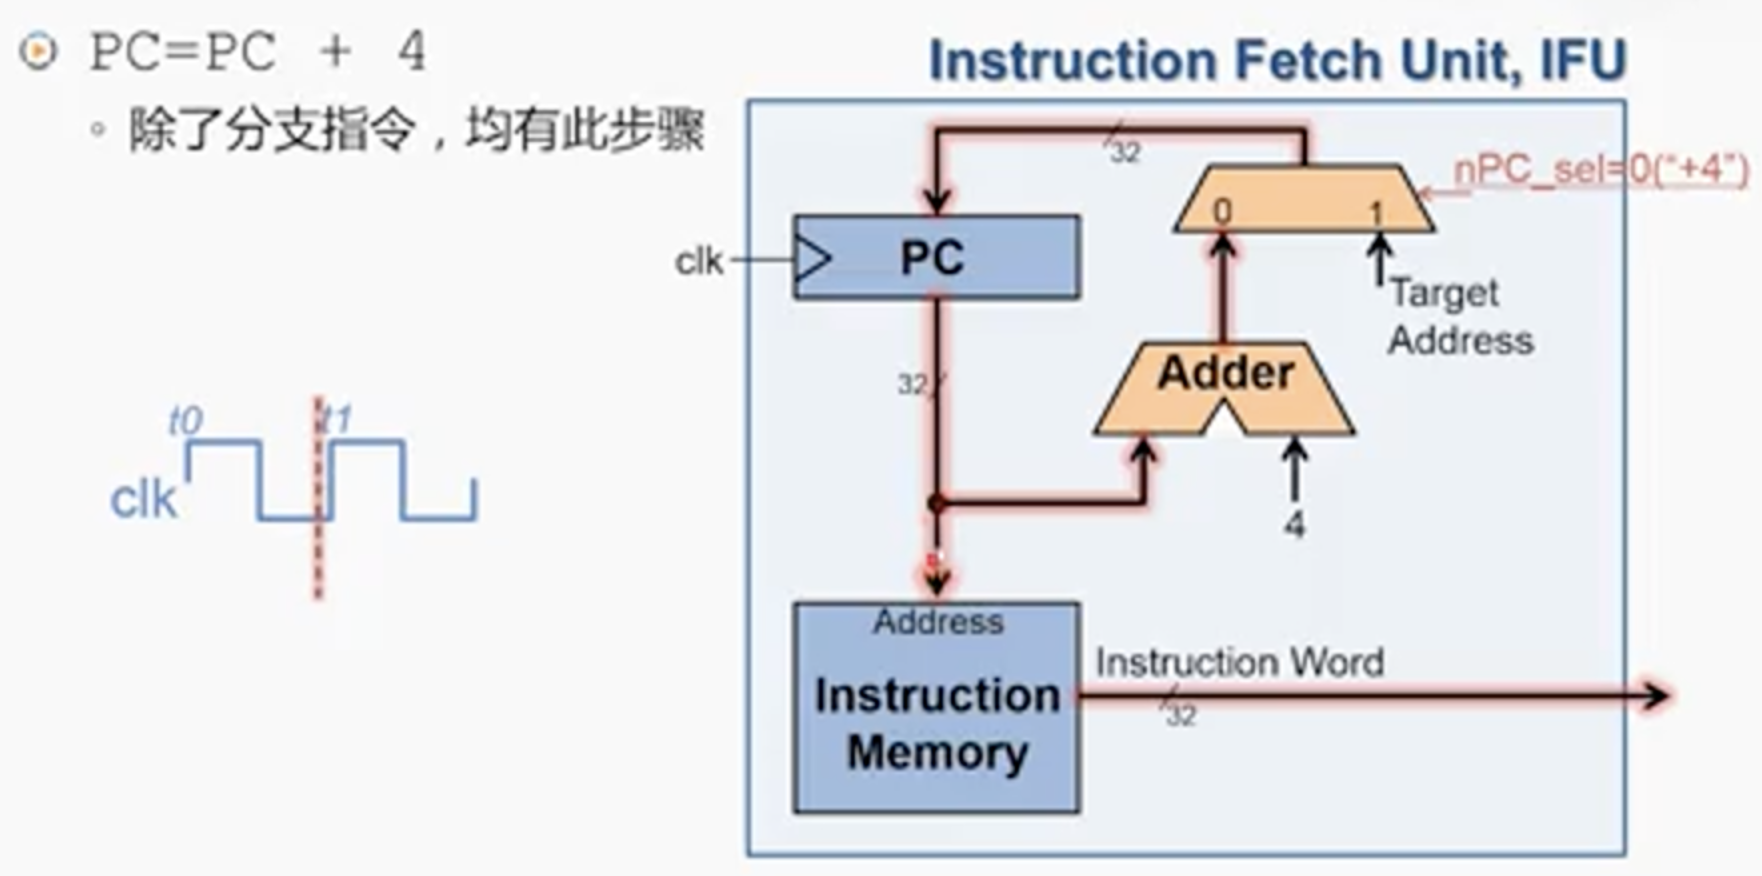 PC=PC + 4
除了分支指令，均有此步骤
Instruction Fetch Unit, IFU
32
nPC_sel=0("+4")
0
1
clk
PC
Target
Address
32
Adder
4
t0
t1
clk
Address
Instruction
Memory
Instruction Word
32